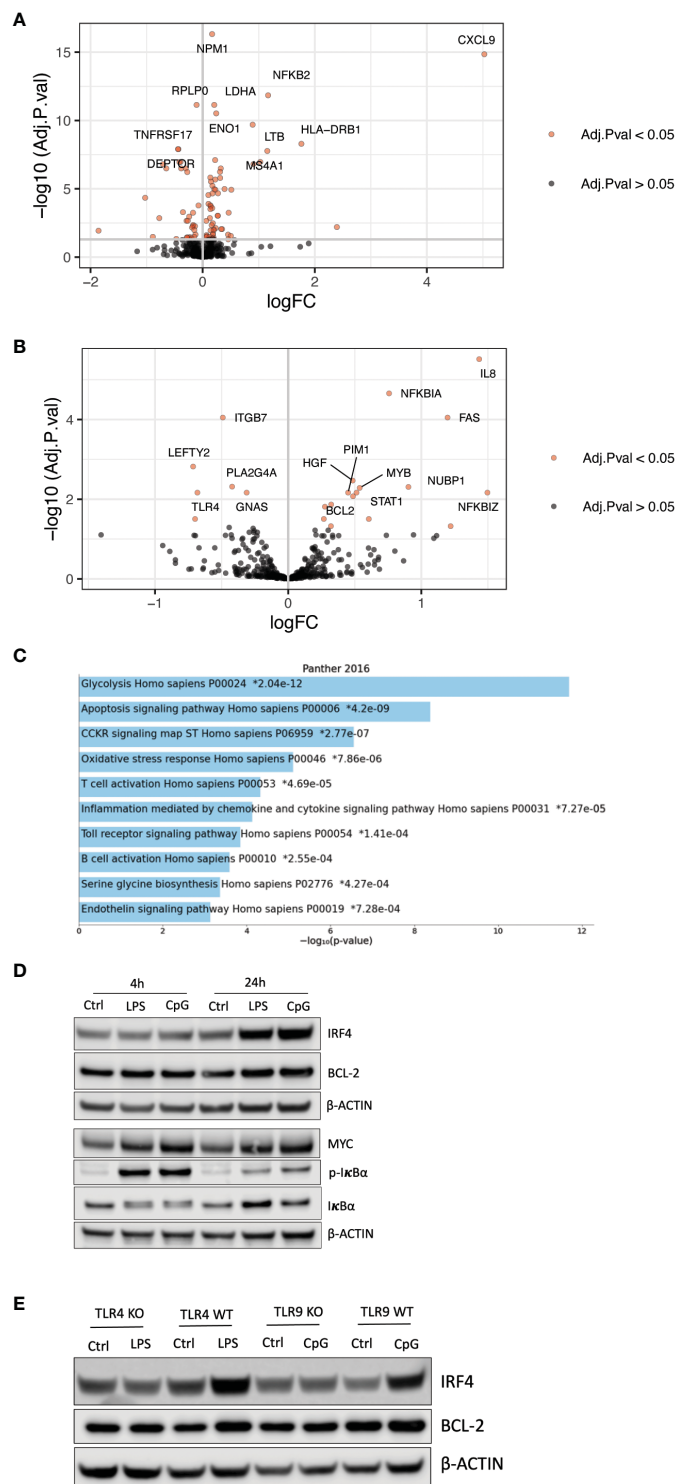 A
NPM1
CXCL9
NFKB2
RPLP0
LDHA
ENO1
HLA−DRB1
TNFRSF17
LTB
DEPTOR
MS4A1
15
10
5
0
−log10 (Adj.P.val)
−2
0
2
4
logFC
Adj.Pval < 0.05
Adj.Pval > 0.05
B
IL8
NFKBIA
ITGB7
FAS
LEFTY2
PIM1
HGF
MYB
PLA2G4A
NUBP1
TLR4
GNAS
BCL2
STAT1
NFKBIZ
4
2
0
−log10 (Adj.P.val)
−1
0
1
logFC
Adj.Pval < 0.05
Adj.Pval > 0.05
C
Panther 2016
Glycolysis Homo sapiens P00024 *2.04e-12
Apoptosis signaling pathway Homo sapiens P00006 *4.2e-09
CCKR signaling map ST Homo sapiens P06959 *2.77e-07
Oxidative stress response Homo sapiens P00046 *7.86e-06
T cell activation Homo sapiens P00053 *4.69e-05
Inflammation mediated by chemokine and cytokine signaling pathway Homo sapiens P00031 *7.27e-05
Toll receptor signaling pathway Homo sapiens P00054 *1.41e-04
B cell activation Homo sapiens P00010 *2.55e-04
Serine glycine biosynthesis Homo sapiens P02776 *4.27e-04
Endothelin signaling pathway Homo sapiens P00019 *7.28e-04
0 2 4 6 8 10 12
−log₁₀(p-value)
D
4h 24h
Ctrl LPS CpG Ctrl LPS CpG
IRF4
BCL-2
β-ACTIN
MYC
p-IκBα
IκBα
β-ACTIN
E
TLR4 KO TLR4 WT TLR9 KO TLR9 WT
Ctrl LPS Ctrl LPS Ctrl CpG Ctrl CpG
IRF4
BCL-2
β-ACTIN